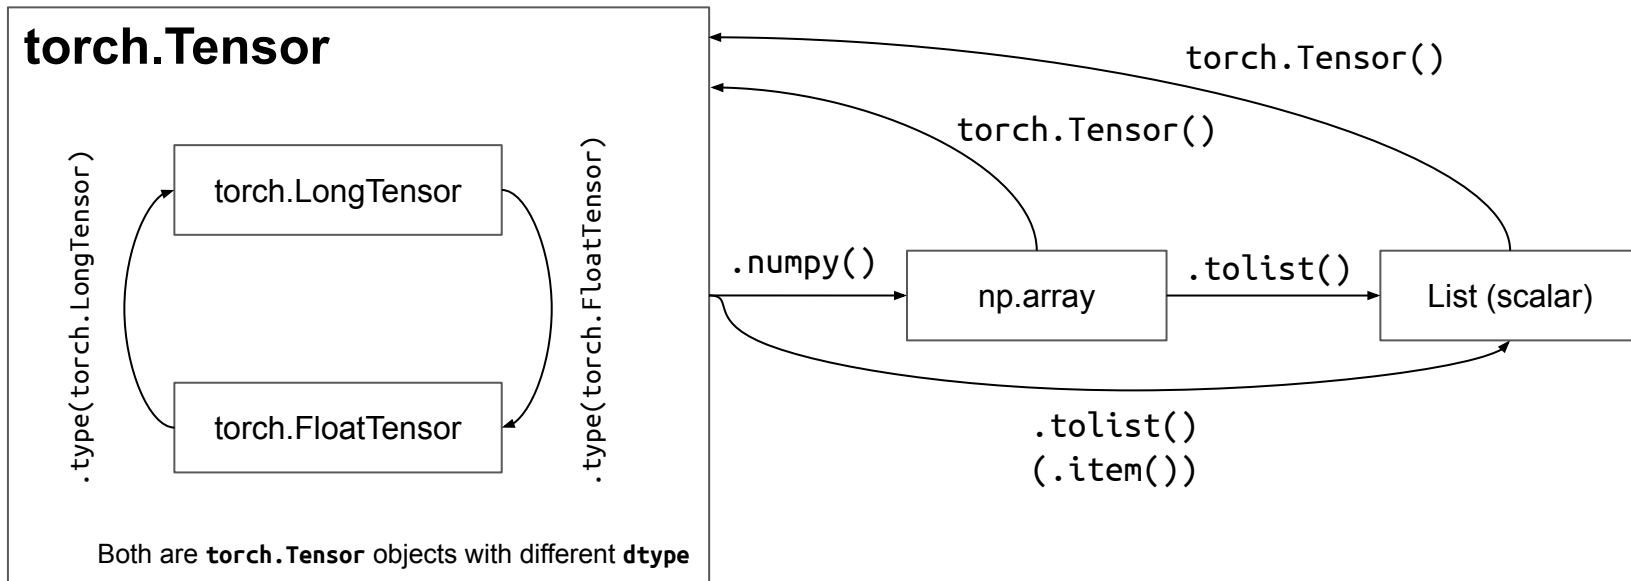 torch.Tensor
.type(torch.LongTensor)
torch.LongTensor
.type(torch.FloatTensor)
torch.FloatTensor
Both are torch.Tensor objects with different dtype
torch.Tensor()
torch.Tensor()
.numpy()
np.array
.tolist()
List (scalar)
.tolist()
(.item())